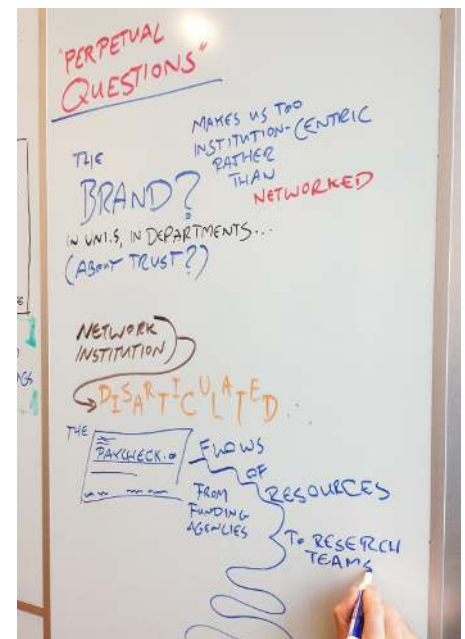 "PERPETUAL
QUESTIONS"
THE
BRAND?
MAKES US TOO
INSTITUTION-CENTRIC
RATHER
THAN
NETWORKED
IN UNI.S, IN DEPARTMENTS...
(ABOUT TRUST?)
NETWORK
INSTITUTION
DISARTICULATED...
THE
PAYCHECK.
FLOWS
OF
RESOURCES
FROM
FUNDING
AGENCIES
TO RESERCH
TEAMS